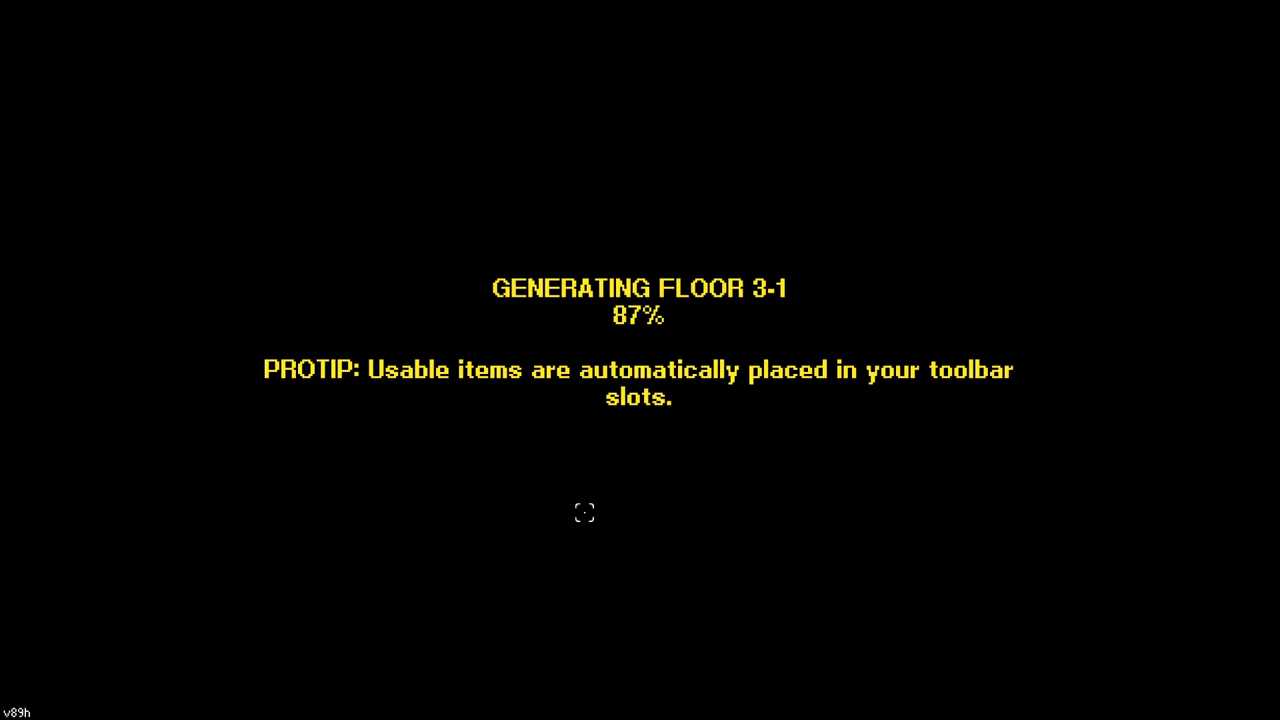 GENERATING FLOOR 3-1
87%
PROTIP: Usable items are automatically placed in your toolbar
slots.
v89h